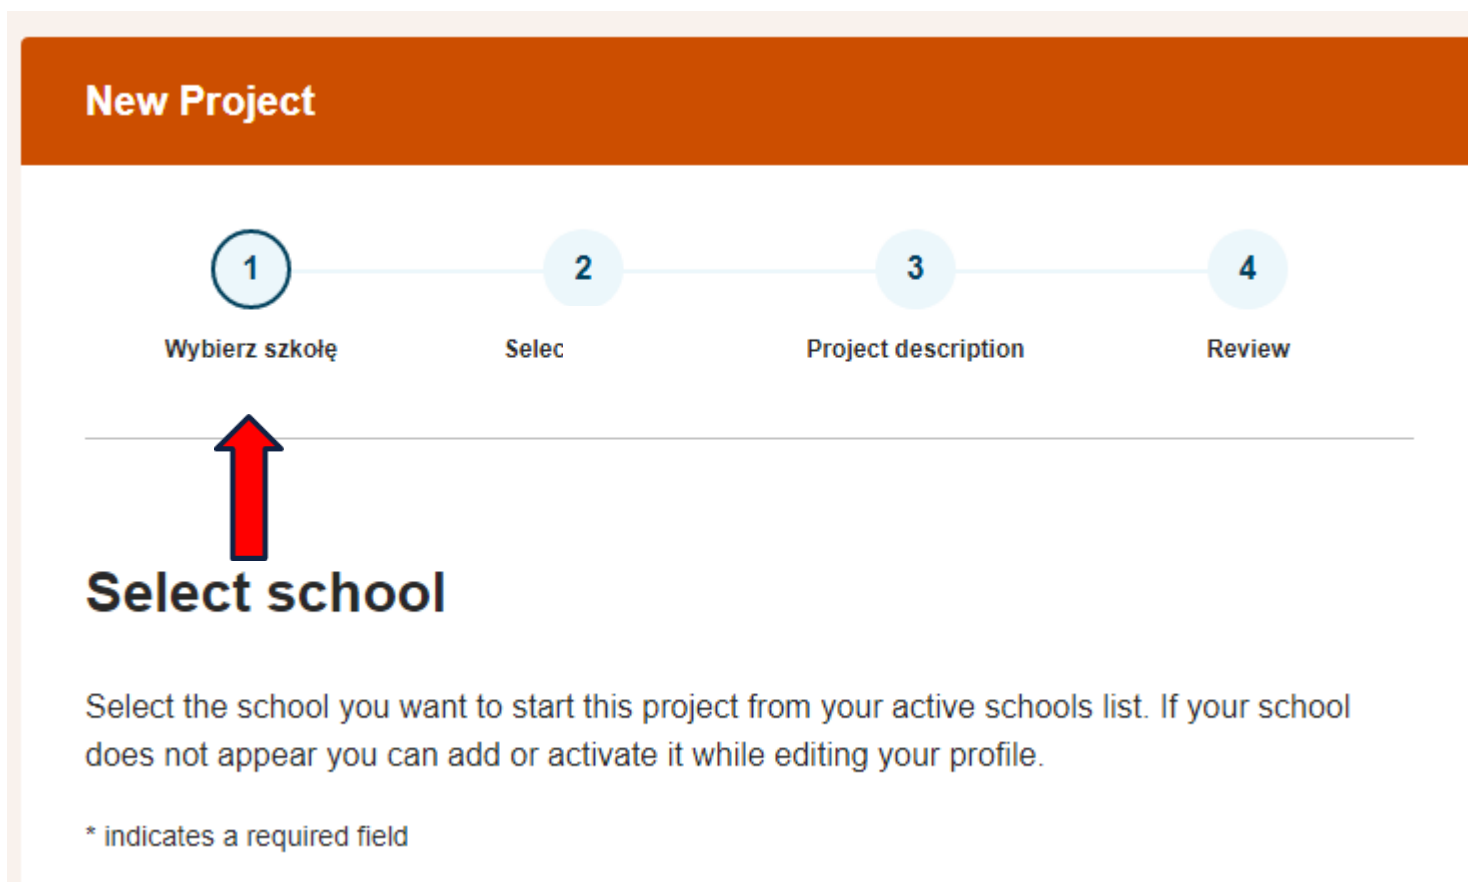 New Project
1 2 3 4
Wybierz szkołę Selec Project description Review
Select school
Select the school you want to start this project from your active schools list. If your school
does not appear you can add or activate it while editing your profile.
* indicates a required field